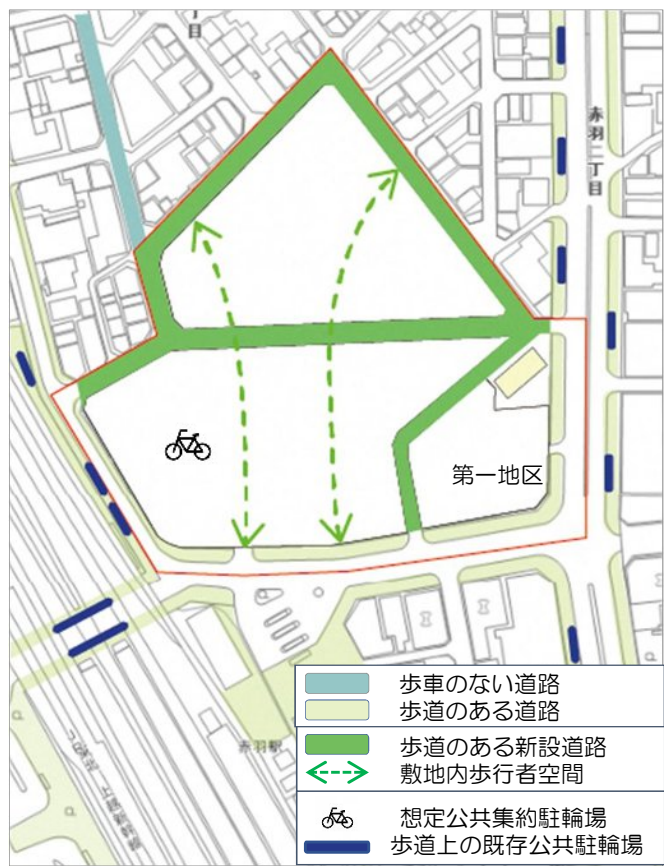 丁目
赤羽二丁目
第一地区
赤羽駅
歩車のない道路
歩道のある道路
歩道のある新設道路
敷地内歩行者空間
想定公共集約駐輪場
歩道上の既存公共駐輪場